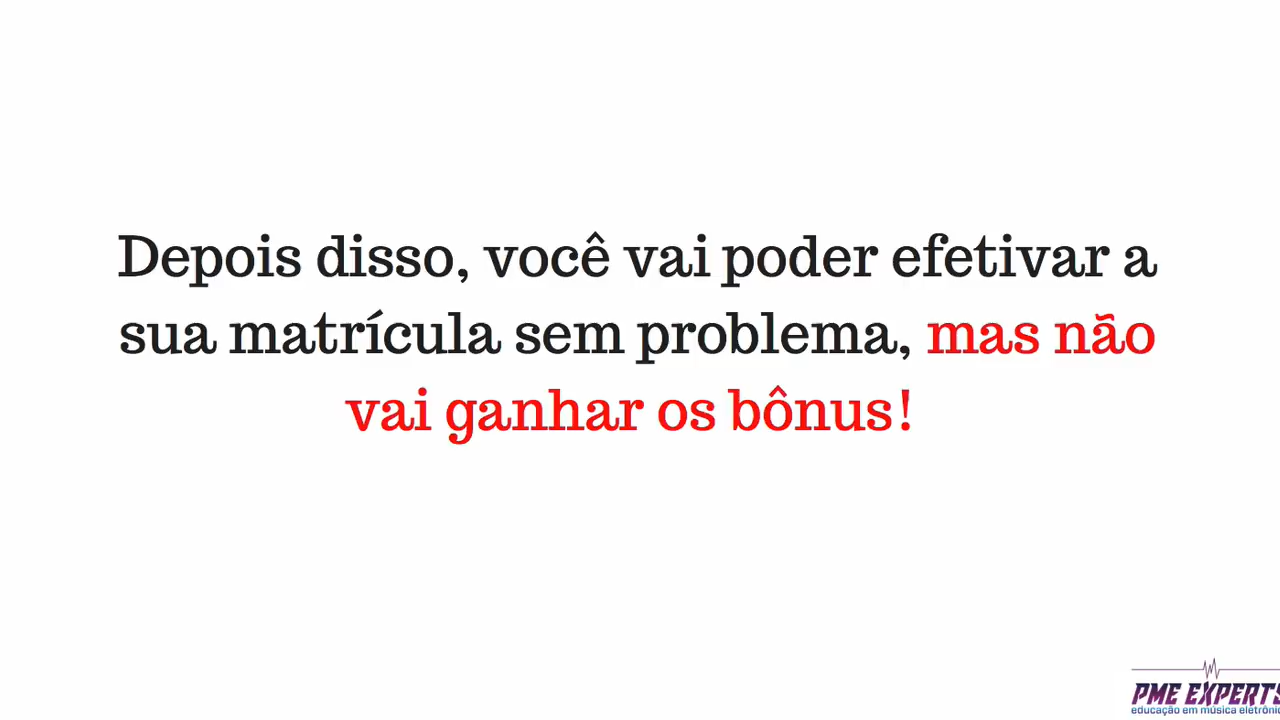 Depois disso, você vai poder efetivar a
sua matrícula sem problema, mas não
vai ganhar os bônus!
PME EXPERTS
educação em música eletrôni